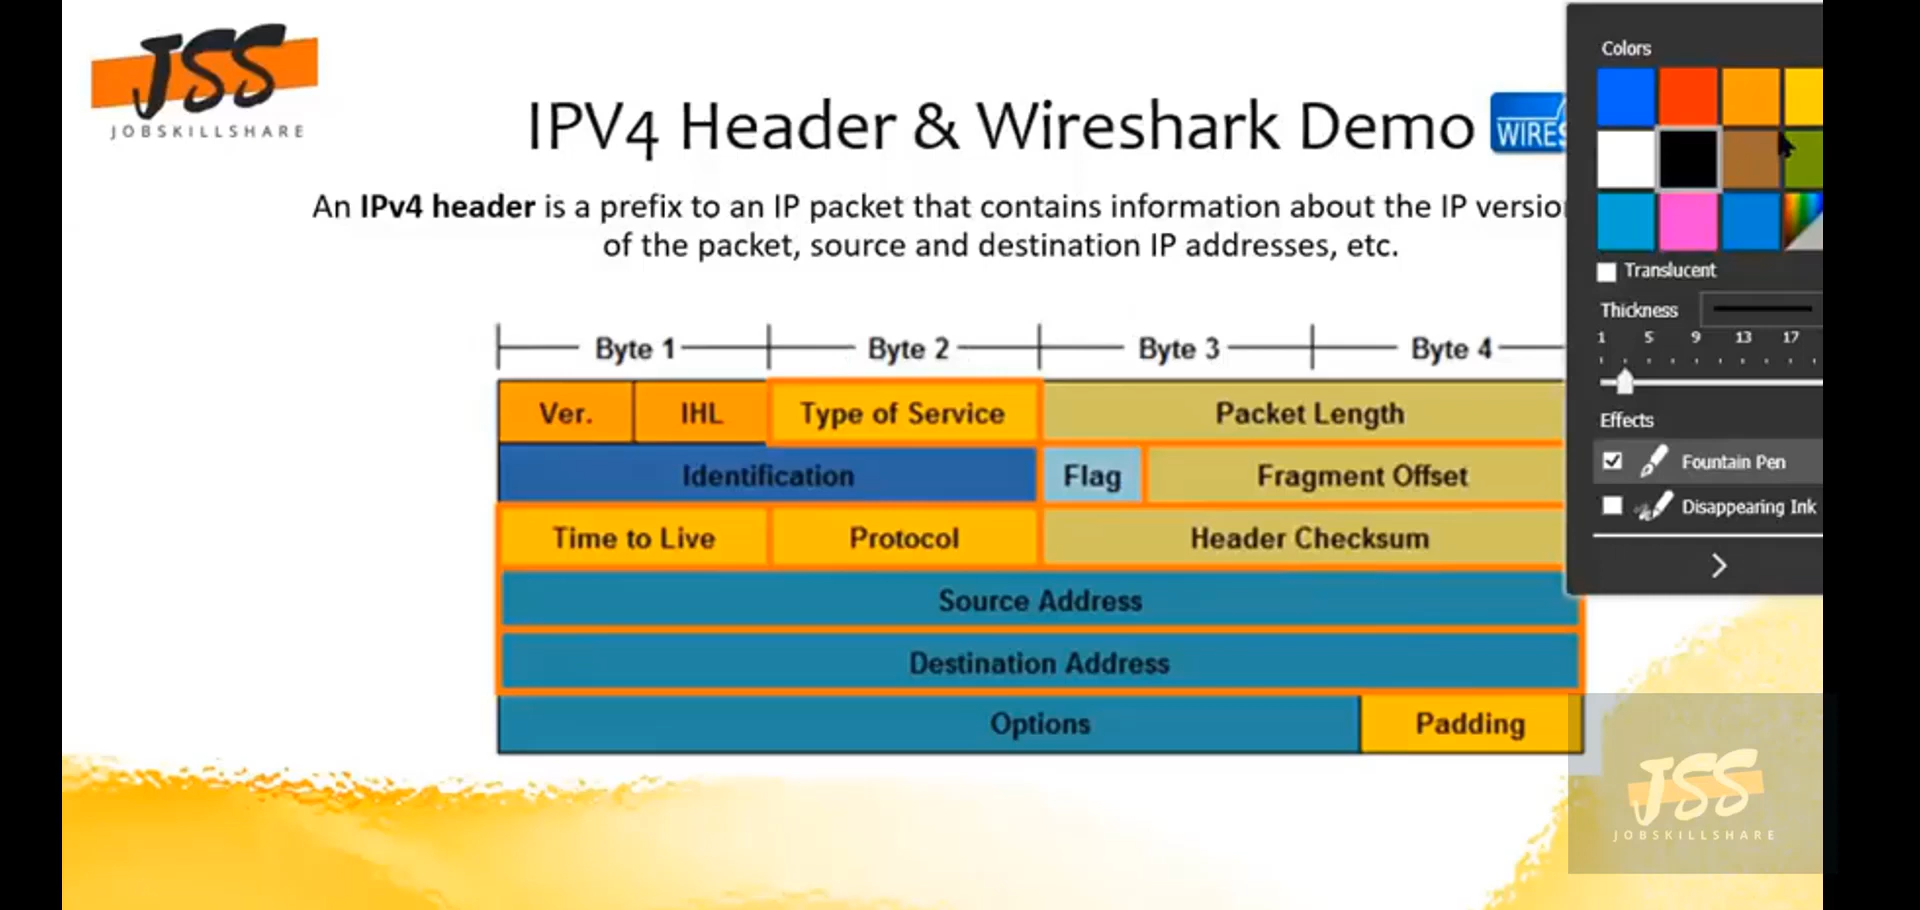 JSS
JOBSKILLSHARE
IPV4 Header & Wireshark Demo
An IPv4 header is a prefix to an IP packet that contains information about the IP versio
of the packet, source and destination IP addresses, etc.
Byte 1 Byte 2 Byte 3 Byte 4
Ver. IHL Type of Service Packet Length
Identification Flag Fragment Offset
Time to Live Protocol Header Checksum
Source Address
Destination Address
Options Padding
Colors
Translucent
Thickness
1 5 9 13 17
Effects
Fountain Pen
Disappearing Ink
JSS
JOBSKILLSHARE